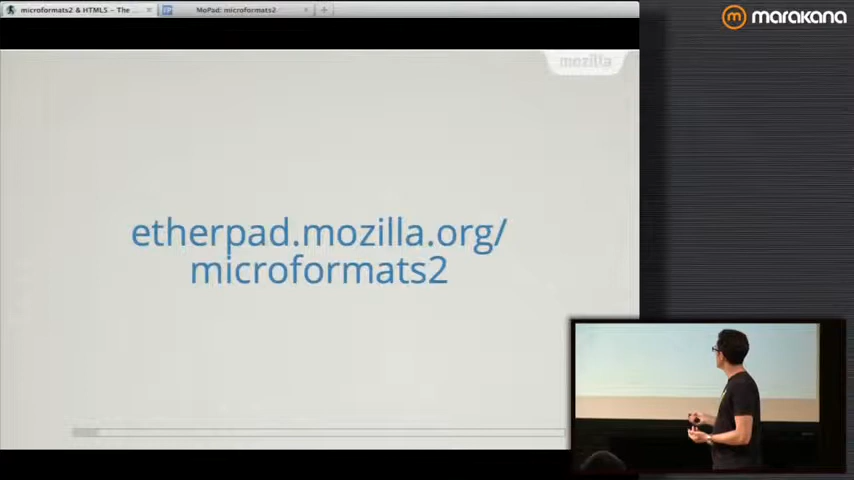 microformats2 & HTML5 – The ...
MoPad: microformats2
marakana
mozilla
etherpad.mozilla.org/
microformats2